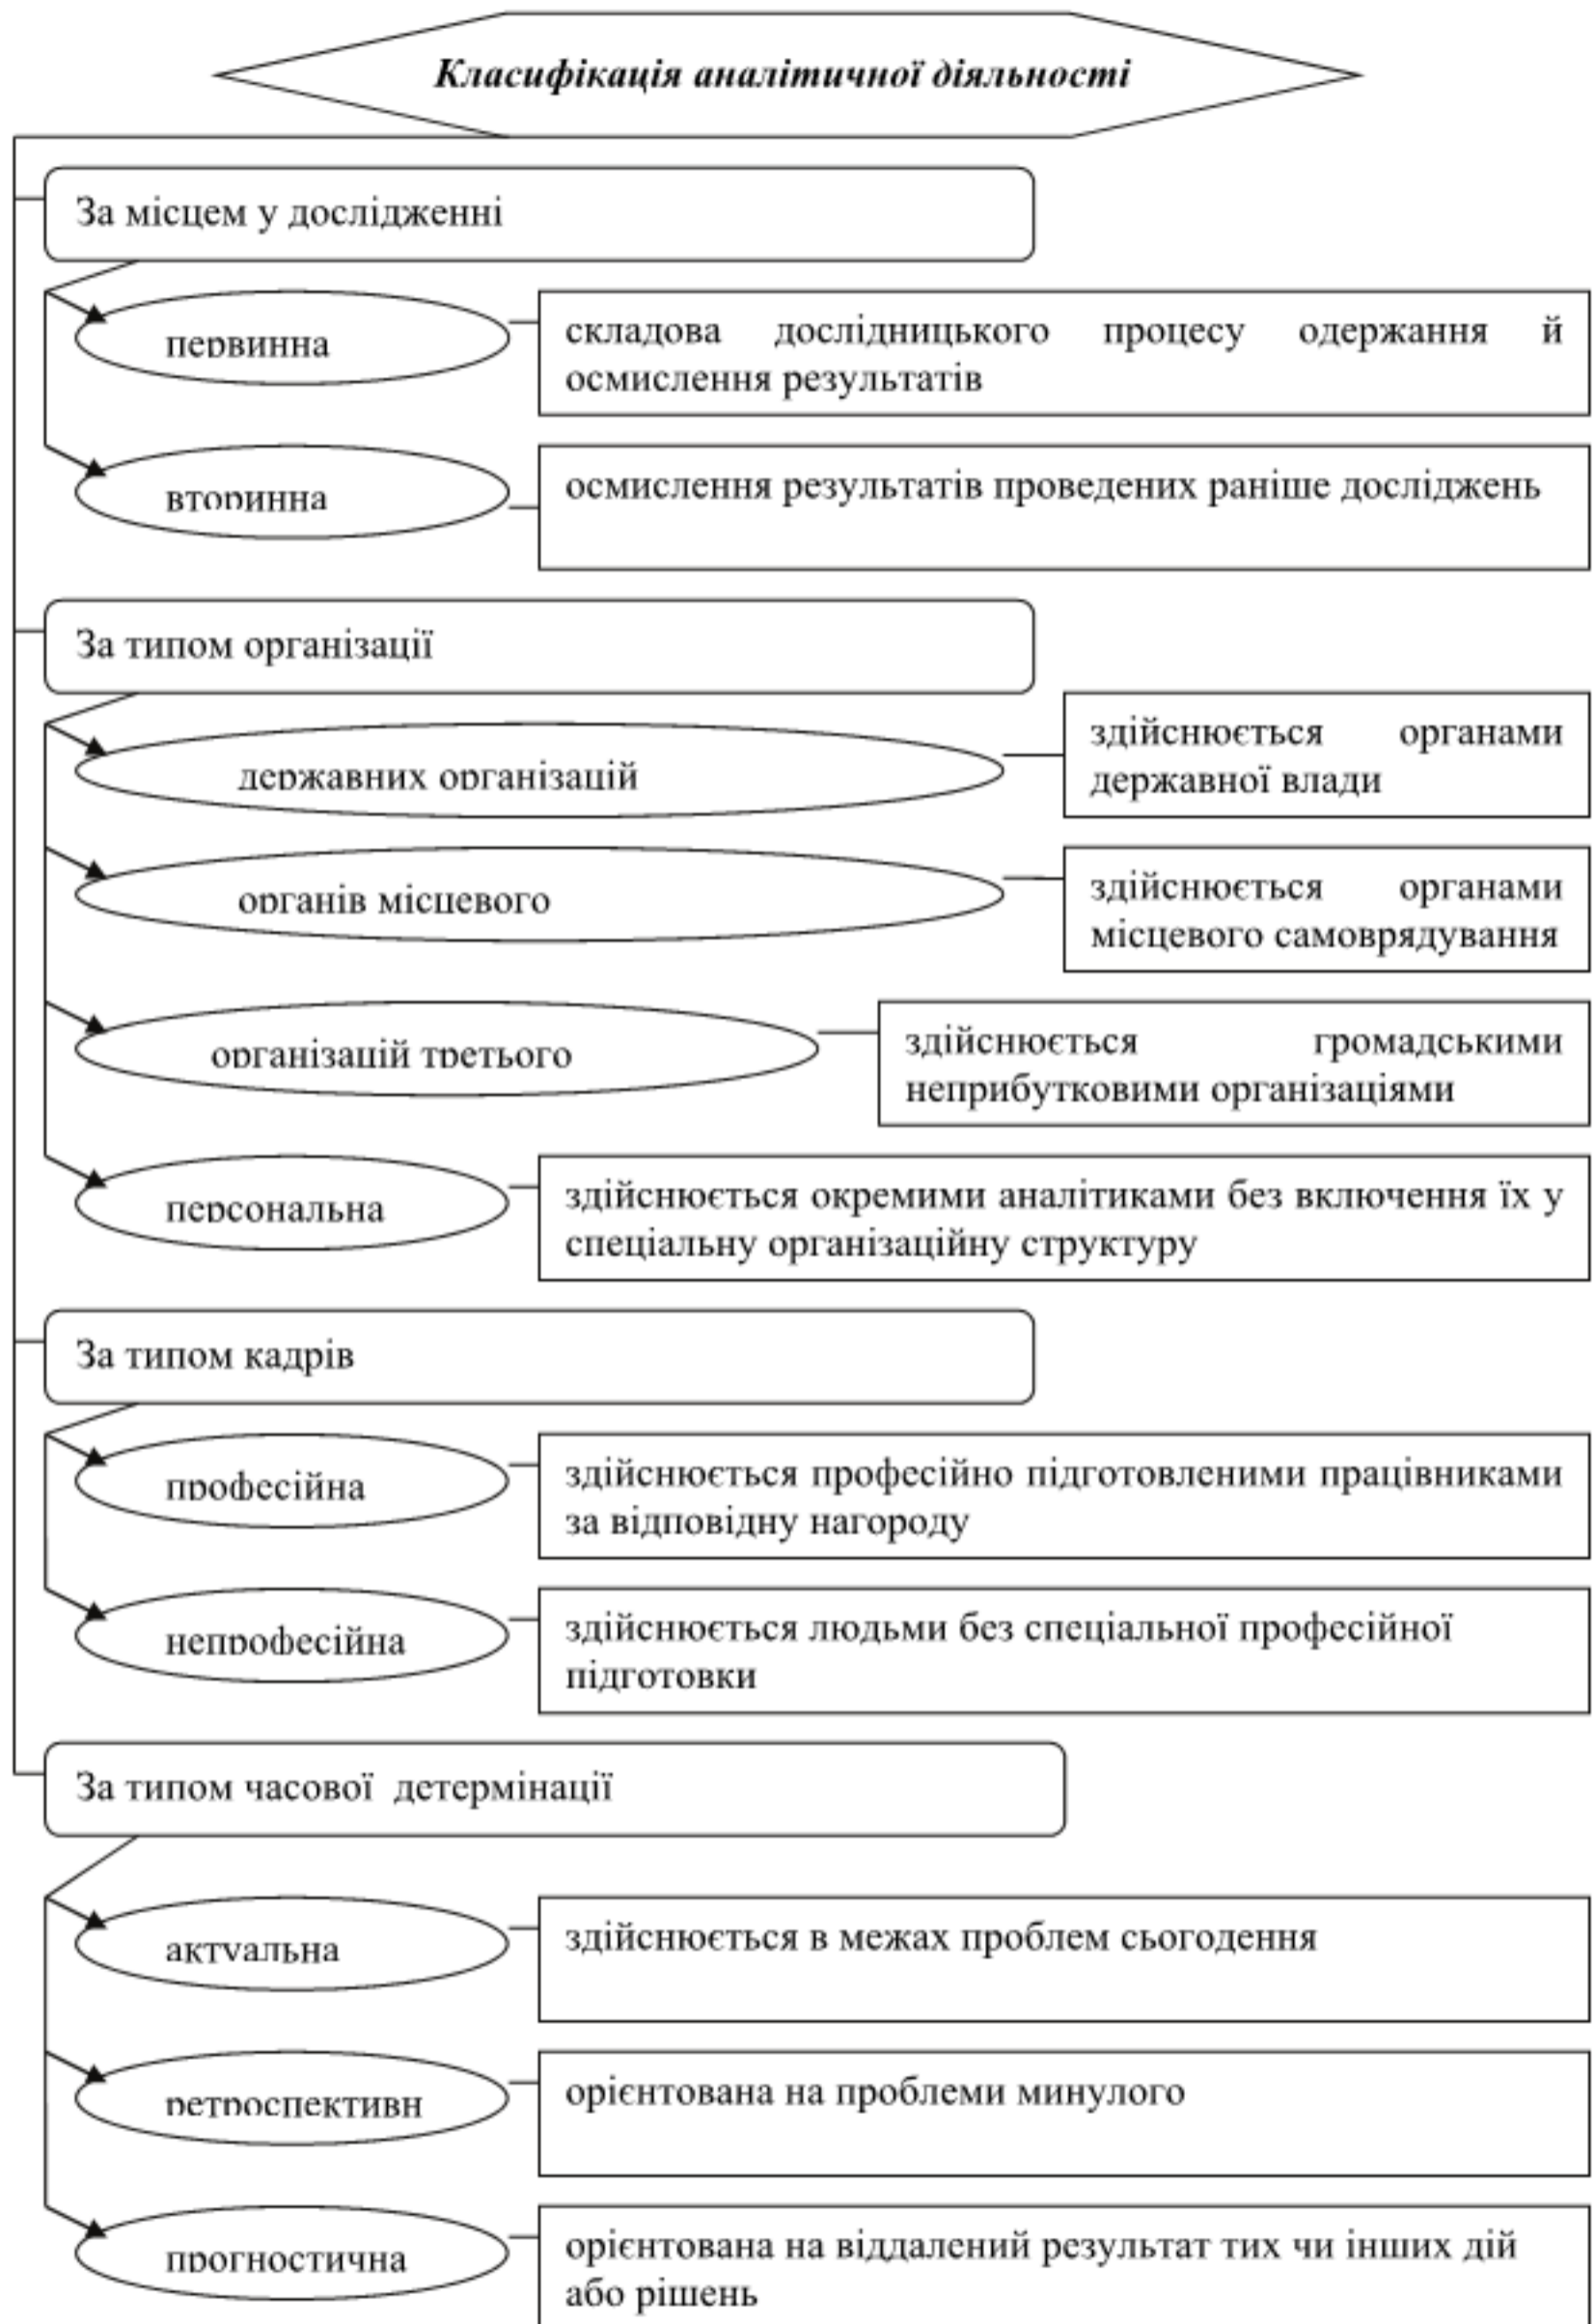 Класифікація аналітичної діяльності
За місцем у дослідженні
первинна
складова дослідницького процесу одержання й
осмислення результатів
вторинна
осмислення результатів проведених раніше досліджень
За типом організації
державних організацій
здійснюється органами
державної влади
органів місцевого
здійснюється органами
місцевого самоврядування
організацій третього
здійснюється громадськими
неприбутковими організаціями
персональна
здійснюється окремими аналітиками без включення їх у
спеціальну організаційну структуру
За типом кадрів
професійна
здійснюється професійно підготовленими працівниками
за відповідну нагороду
непрофесійна
здійснюється людьми без спеціальної професійної
підготовки
За типом часової детермінації
актуальна
здійснюється в межах проблем сьогодення
ретроспективн
орієнтована на проблеми минулого
прогностична
орієнтована на віддалений результат тих чи інших дій
або рішень